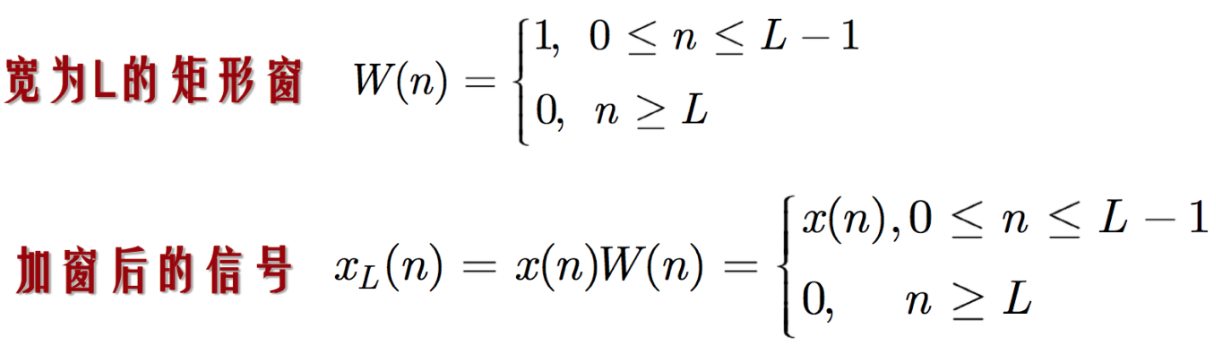 宽为L的矩形窗 W(n) = { 1, 0 ≤ n ≤ L − 1
0, n ≥ L
加窗后的信号 x_L(n) = x(n)W(n) = { x(n), 0 ≤ n ≤ L − 1
0, n ≥ L